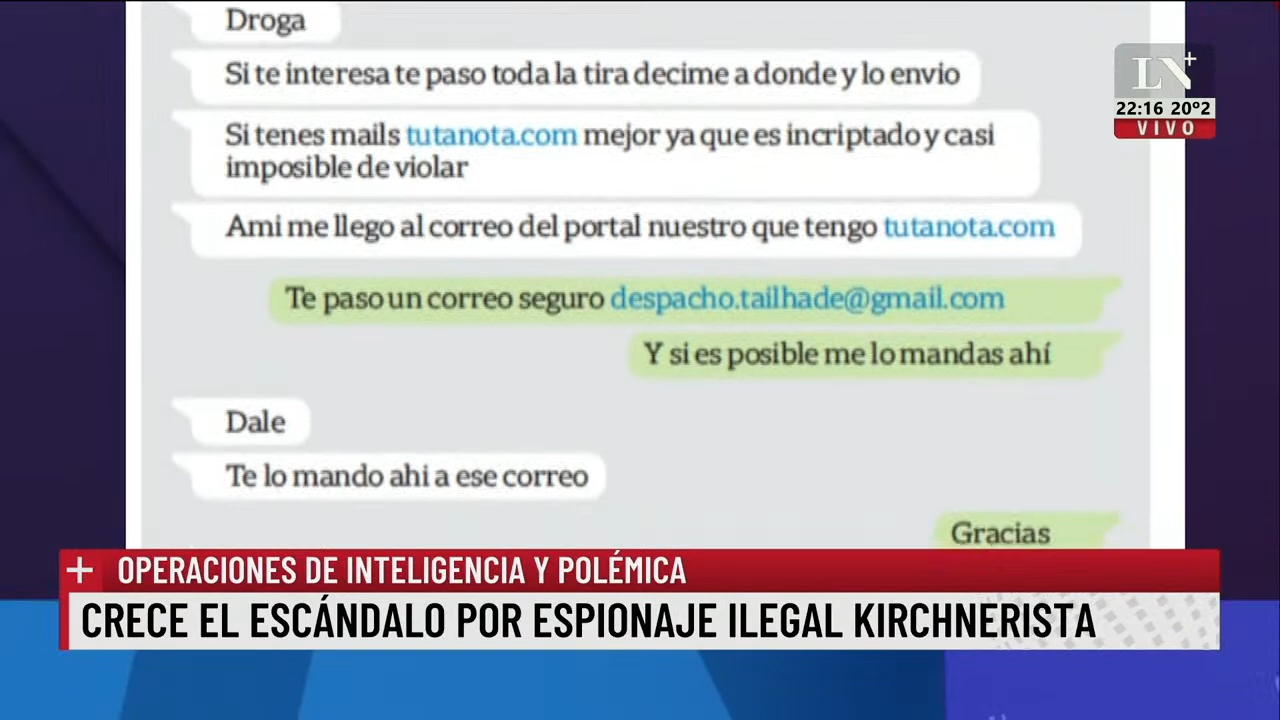 Droga
Si te interesa te paso toda la tira decime a donde y lo envio
Si tenes mails tutanota.com mejor ya que es incriptado y casi
imposible de violar
Ami me llego al correo del portal nuestro que tengo tutanota.com
Te paso un correo seguro despacho.tailhade@gmail.com
Y si es posible me lo mandas ahí
Dale
Te lo mando ahi a ese correo
Gracias
LN+
22:16 20º2
VIVO
+ OPERACIONES DE INTELIGENCIA Y POLÉMICA
CRECE EL ESCÁNDALO POR ESPIONAJE ILEGAL KIRCHNERISTA